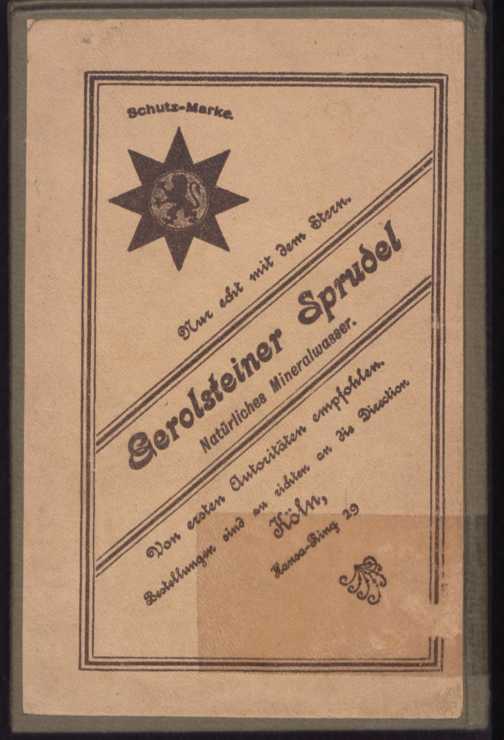 Schutz-Marke.
Nur echt mit dem Stern.
Gerolsteiner Sprudel
Natürliches Mineralwasser.
Von ersten Autoritäten empfohlen.
Bestellungen sind an richten an die Direction
Köln,
Hansa-Ring 29